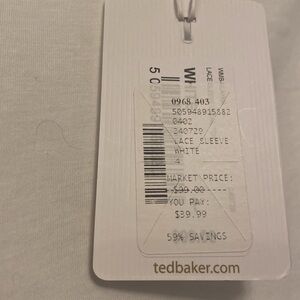 0968 403
505948915882
0402
240729
LACE SLEEVE
WHITE
4
MARKET PRICE:
$99.00
YOU PAY:
$39.99
59% SAVINGS
tedbaker.com